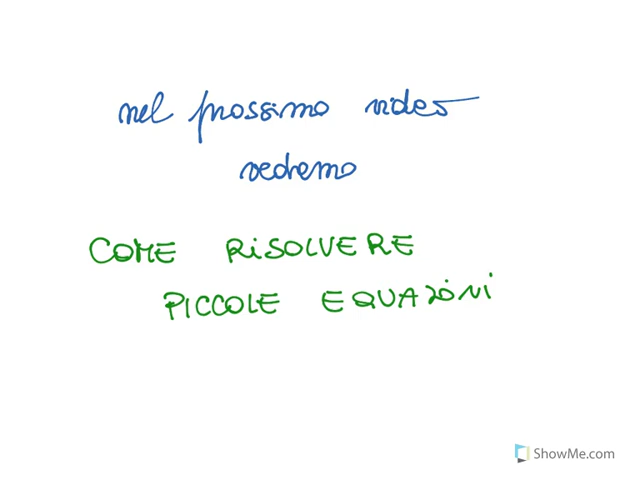 nel prossimo video
vedremo
COME RISOLVERE
PICCOLE EQUAZIONI
ShowMe.com